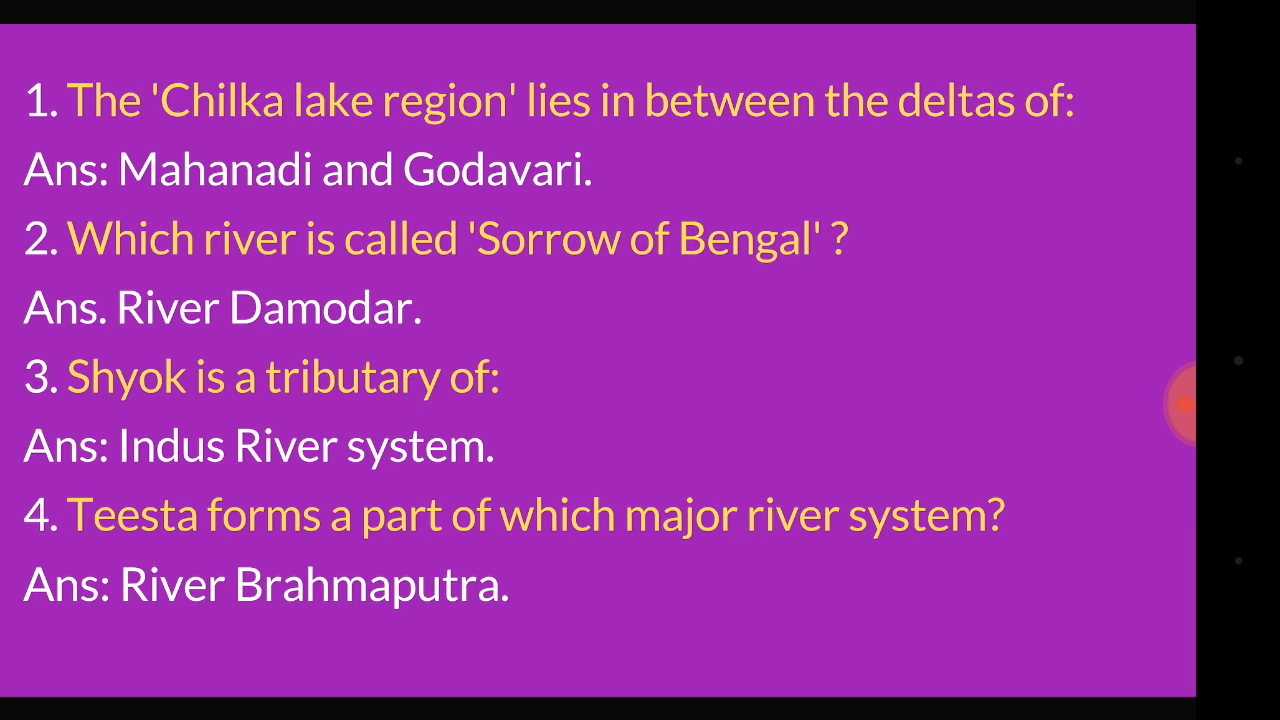 1. The 'Chilka lake region' lies in between the deltas of:
Ans: Mahanadi and Godavari.
2. Which river is called 'Sorrow of Bengal' ?
Ans. River Damodar.
3. Shyok is a tributary of:
Ans: Indus River system.
4. Teesta forms a part of which major river system?
Ans: River Brahmaputra.